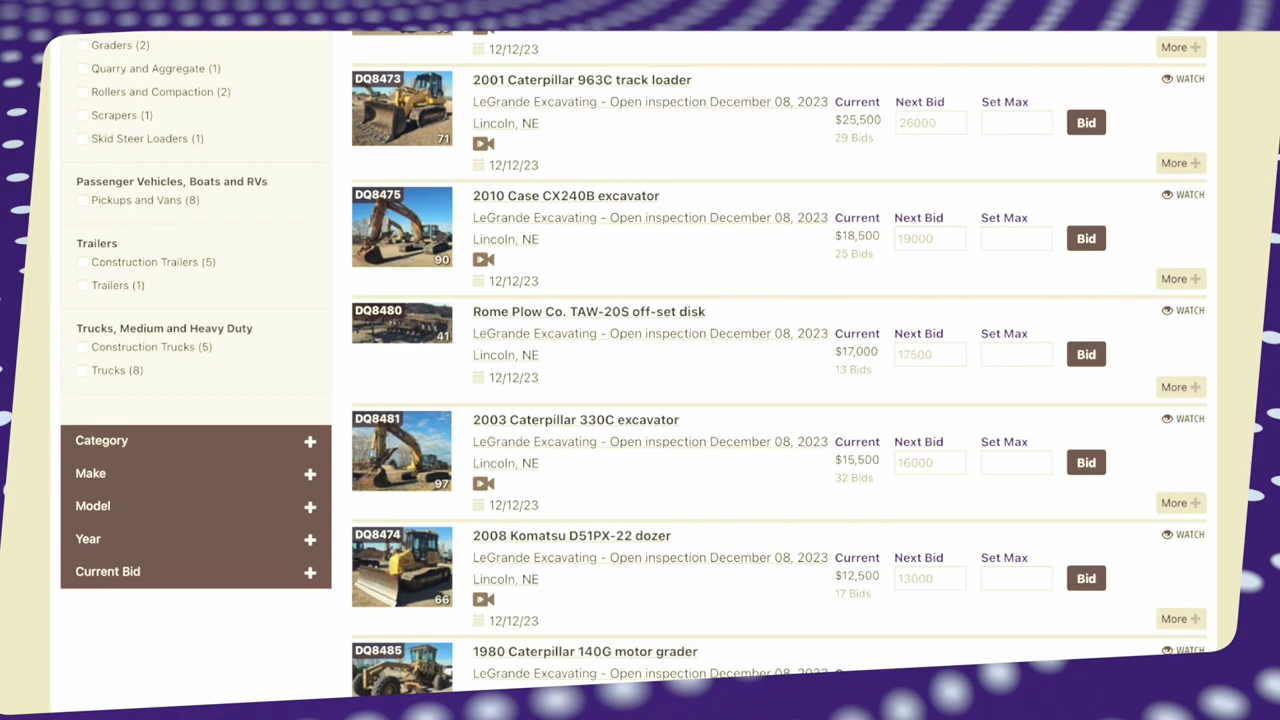 Graders (2)
Quarry and Aggregate (1)
Rollers and Compaction (2)
Scrapers (1)
Skid Steer Loaders (1)
Passenger Vehicles, Boats and RVs
Pickups and Vans (8)
Trailers
Construction Trailers (5)
Trailers (1)
Trucks, Medium and Heavy Duty
Construction Trucks (5)
Trucks (8)
Category +
Make +
Model +
Year +
Current Bid +
12/12/23
More +
DQ8473
71
2001 Caterpillar 963C track loader
WATCH
LeGrande Excavating - Open inspection December 08, 2023
Lincoln, NE
12/12/23
Current Next Bid Set Max
$25,500 26000 Bid
29 Bids
More +
DQ8475
90
2010 Case CX240B excavator
WATCH
LeGrande Excavating - Open inspection December 08, 2023
Lincoln, NE
12/12/23
Current Next Bid Set Max
$18,500 19000 Bid
25 Bids
More +
DQ8480
41
Rome Plow Co. TAW-20S off-set disk
WATCH
LeGrande Excavating - Open inspection December 08, 2023
Lincoln, NE
12/12/23
Current Next Bid Set Max
$17,000 17500 Bid
13 Bids
More +
DQ8481
97
2003 Caterpillar 330C excavator
WATCH
LeGrande Excavating - Open inspection December 08, 2023
Lincoln, NE
12/12/23
Current Next Bid Set Max
$15,500 16000 Bid
32 Bids
More +
DQ8474
66
2008 Komatsu D51PX-22 dozer
WATCH
LeGrande Excavating - Open inspection December 08, 2023
Lincoln, NE
12/12/23
Current Next Bid Set Max
$12,500 13000 Bid
17 Bids
More +
DQ8485
1980 Caterpillar 140G motor grader
WATCH
LeGrande Excavating - Open inspection December 08, 2023